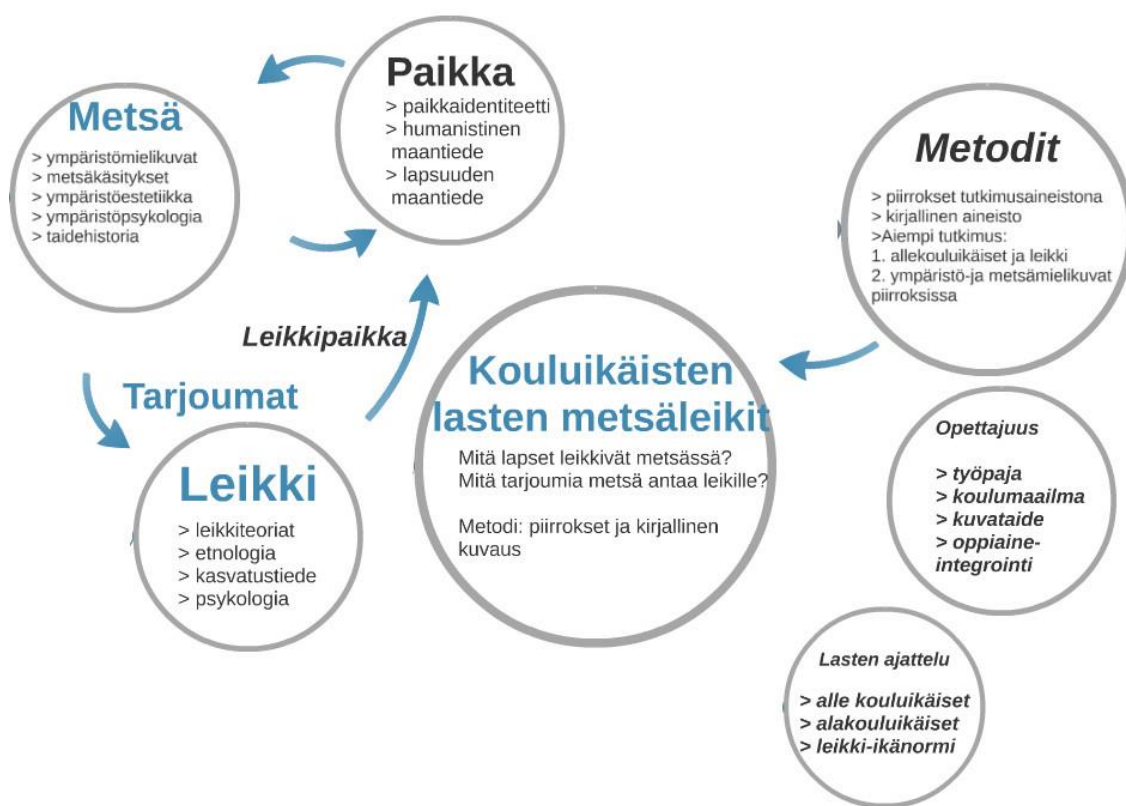 Paikka
> paikkaidentiteetti
> humanistinen
maantiede
> lapsuuden
maantiede
Metsä
> ympäristömielikuvat
> metsäkäsitykset
> ympäristöestetiikka
> ympäristöpsykologia
> taidehistoria
Leikkipaikka
Tarjoumat
Leikki
> leikkiteoriat
> etnologia
> kasvatustiede
> psykologia
Kouluikäisten
lasten metsäleikit
Mitä lapset leikkivät metsässä?
Mitä tarjoumia metsä antaa leikille?
Metodi: piirrokset ja kirjallinen
kuvaus
Metodit
> piirrokset tutkimusaineistona
> kirjallinen aineisto
>Aiempi tutkimus:
1. allekouluikäiset ja leikki
2. ympäristö-ja metsämielikuvat
piirroksissa
Opettajuus
> työpaja
> koulumaailma
> kuvataide
> oppiaine-
integrointi
Lasten ajattelu
> alle kouluikäiset
> alakouluikäiset
> leikki-ikänormi